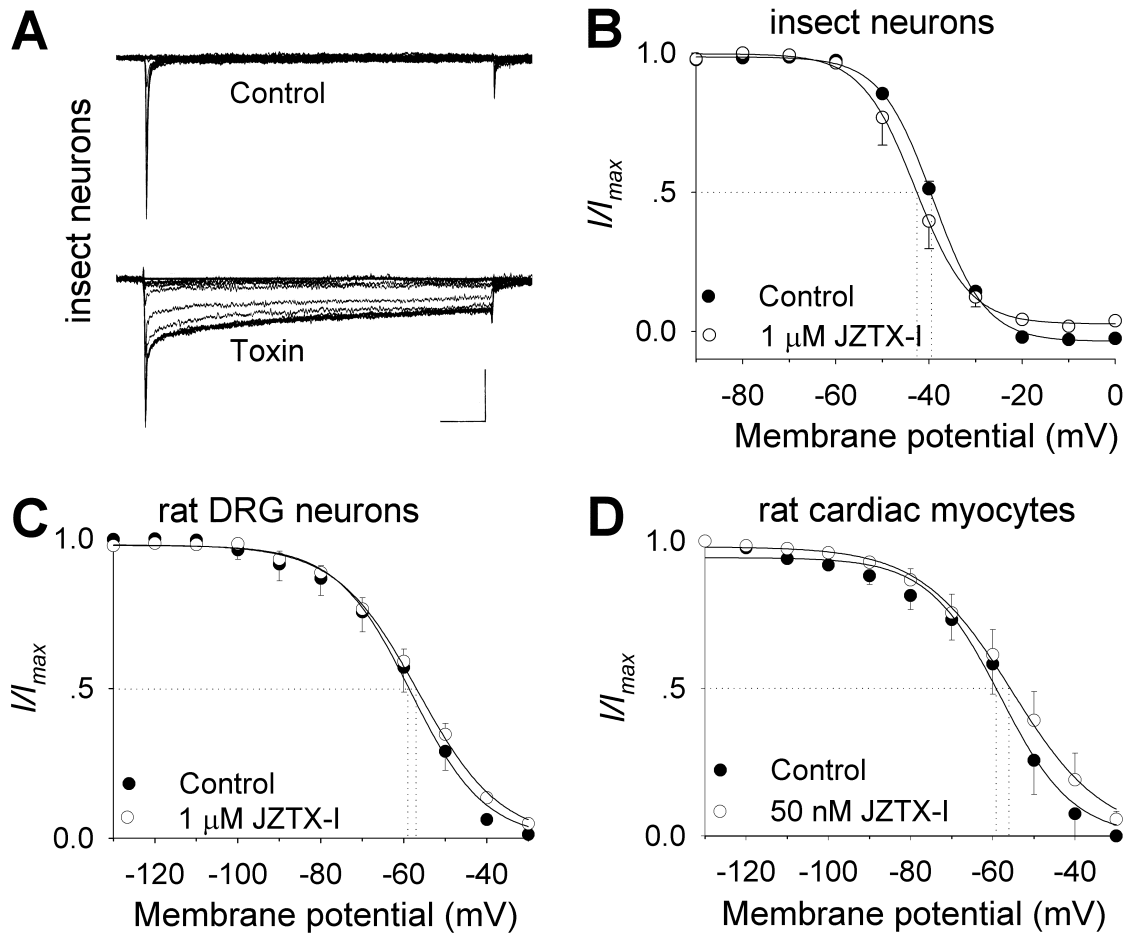 A
insect neurons
Control
Toxin
B
insect neurons
I/Imax
1.0
.5
0.0
Control
1 μM JZTX-I
-80 -60 -40 -20 0
Membrane potential (mV)
C
rat DRG neurons
I/Imax
1.0
.5
0.0
Control
1 μM JZTX-I
-120 -100 -80 -60 -40
Membrane potential (mV)
D
rat cardiac myocytes
I/Imax
1.0
.5
0.0
Control
50 nM JZTX-I
-120 -100 -80 -60 -40
Membrane potential (mV)